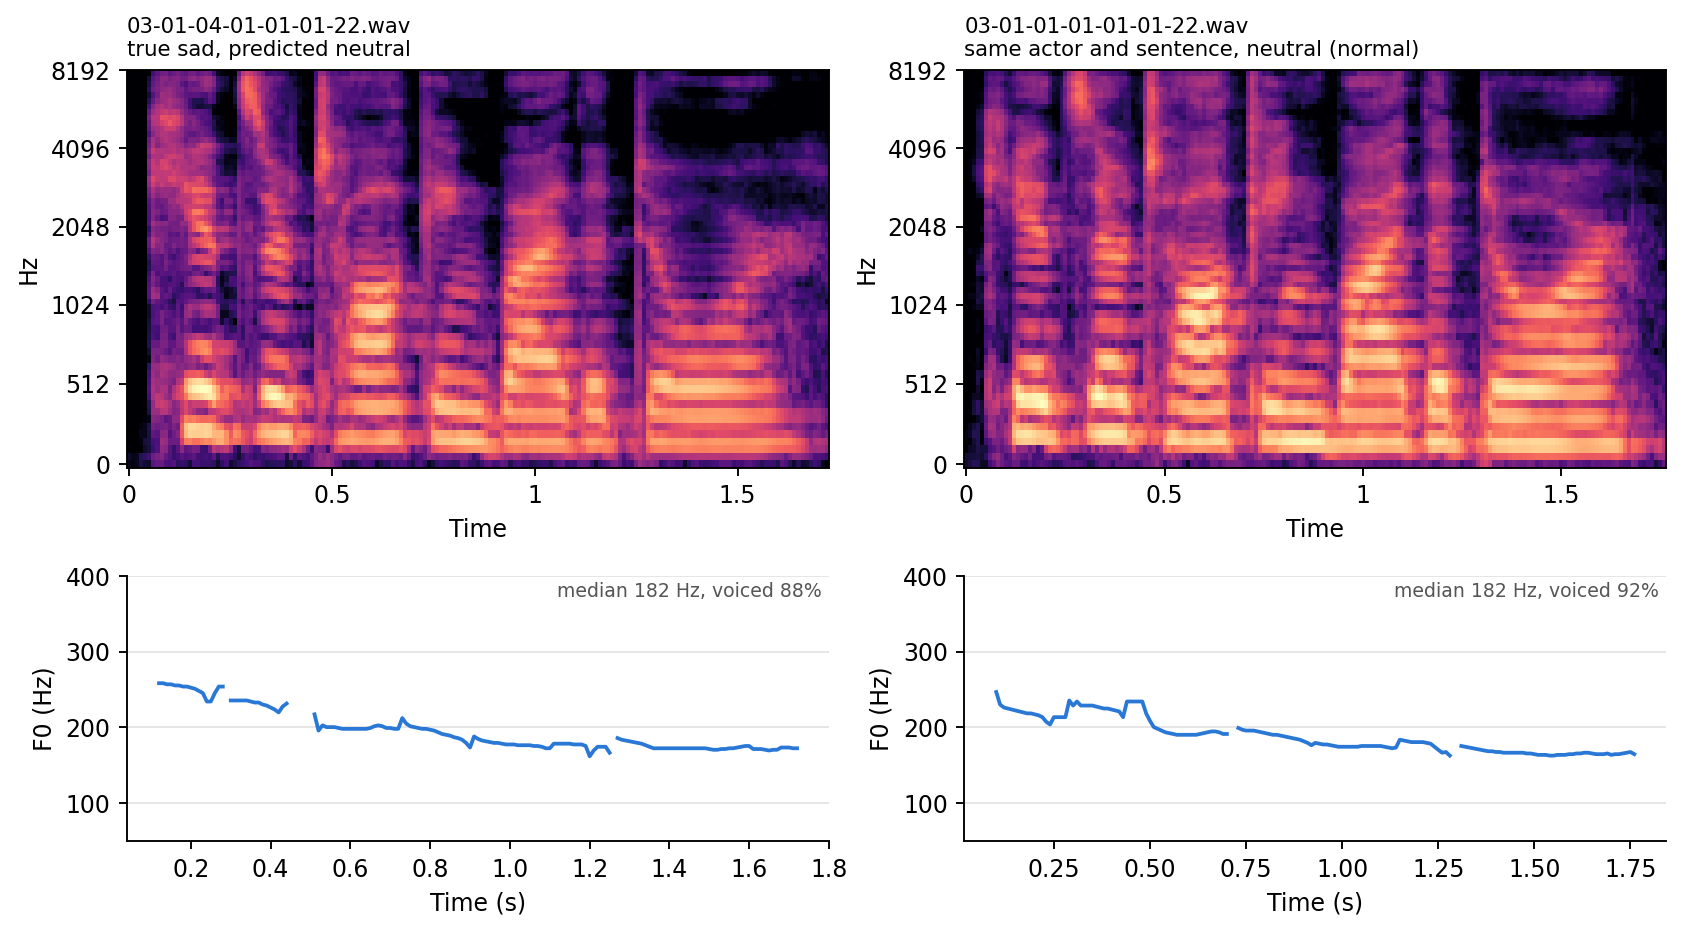 03-01-04-01-01-01-22.wav
true sad, predicted neutral
8192
4096
2048
1024
512
0
Hz
0 0.5 1 1.5
Time
03-01-01-01-01-01-22.wav
same actor and sentence, neutral (normal)
8192
4096
2048
1024
512
0
Hz
0 0.5 1 1.5
Time
median 182 Hz, voiced 88%
400
300
200
100
F0 (Hz)
0.2 0.4 0.6 0.8 1.0 1.2 1.4 1.6 1.8
Time (s)
median 182 Hz, voiced 92%
400
300
200
100
F0 (Hz)
0.25 0.50 0.75 1.00 1.25 1.50 1.75
Time (s)